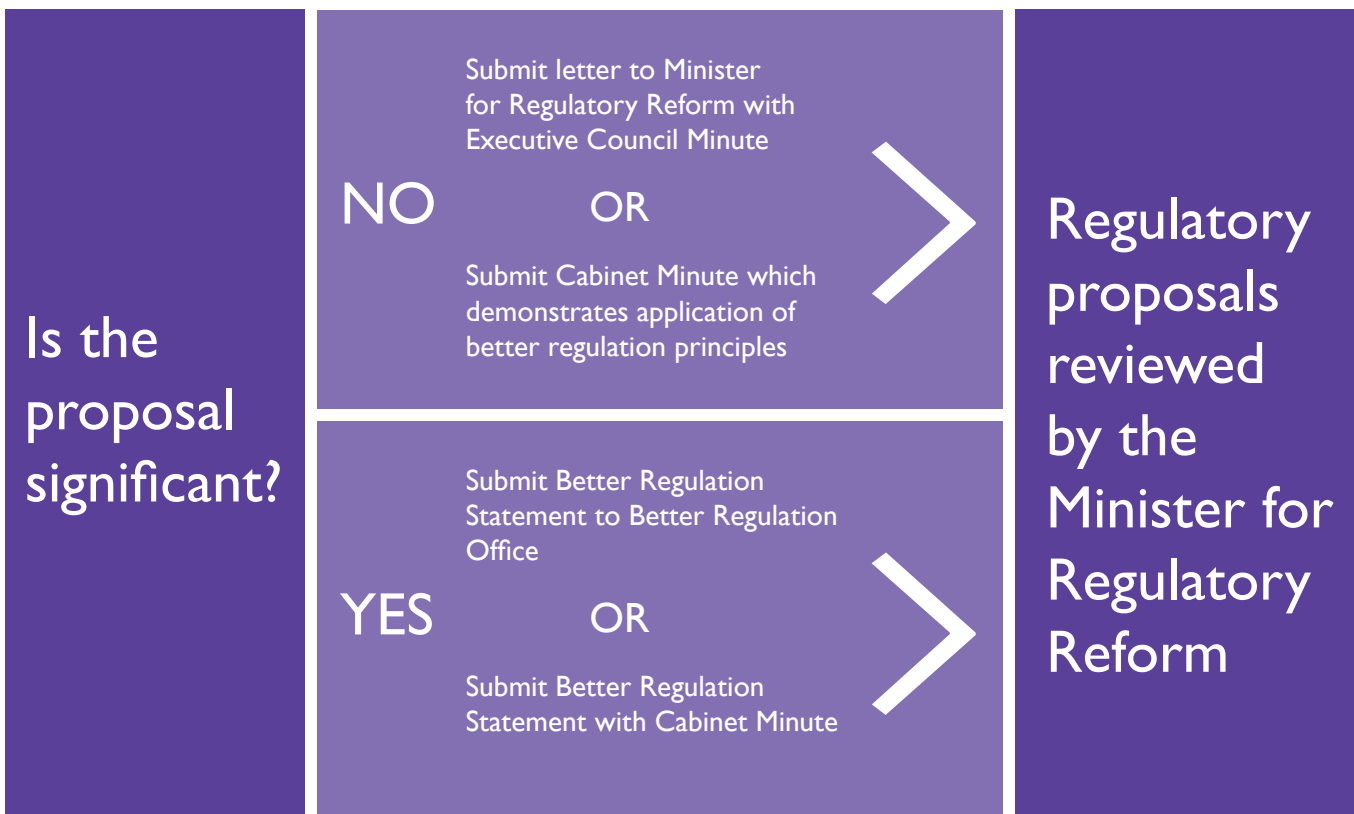 Is the
proposal
significant?
NO
Submit letter to Minister
for Regulatory Reform with
Executive Council Minute
OR
Submit Cabinet Minute which
demonstrates application of
better regulation principles
YES
Submit Better Regulation
Statement to Better Regulation
Office
OR
Submit Better Regulation
Statement with Cabinet Minute
Regulatory
proposals
reviewed
by the
Minister for
Regulatory
Reform